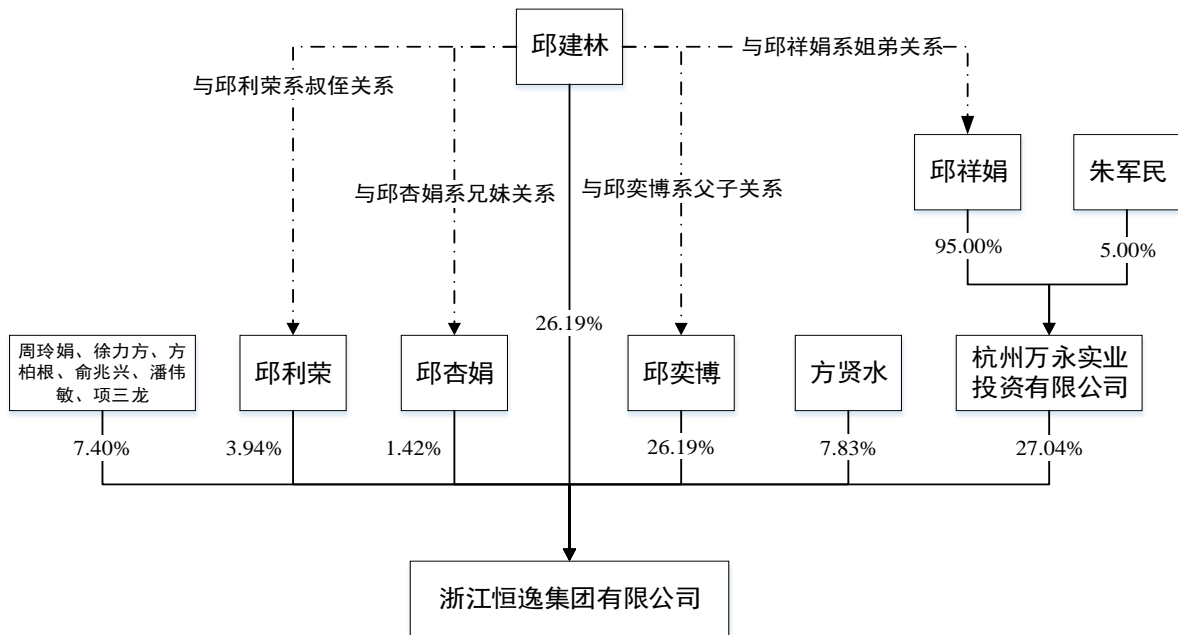 邱建林
与邱祥娟系姐弟关系
与邱利荣系叔侄关系
邱祥娟
朱军民
与邱杏娟系兄妹关系
与邱奕博系父子关系
95.00%
5.00%
26.19%
周玲娟、徐力方、方
柏根、俞兆兴、潘伟
敏、项三龙
邱利荣
邱杏娟
邱奕博
方贤水
杭州万永实业
投资有限公司
7.40%
3.94%
1.42%
26.19%
7.83%
27.04%
浙江恒逸集团有限公司